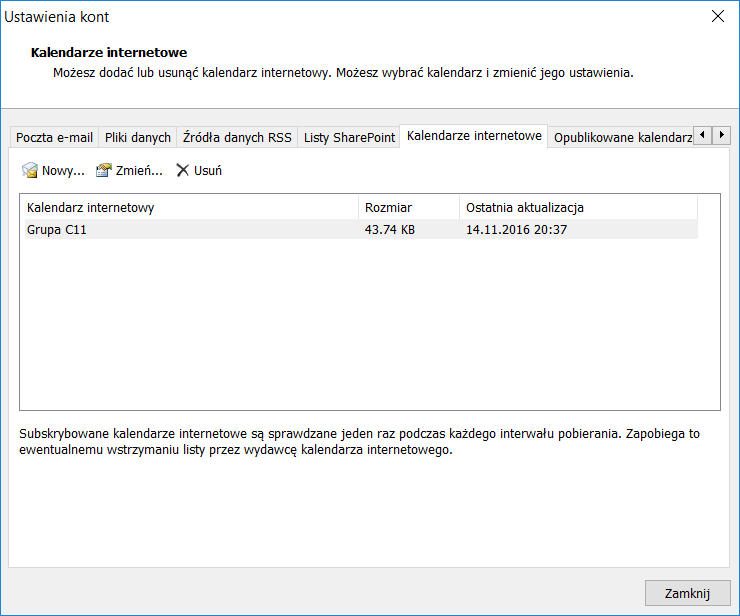 Ustawienia kont
Kalendarze internetowe
Możesz dodać lub usunąć kalendarz internetowy. Możesz wybrać kalendarz i zmienić jego ustawienia.
Poczta e-mail Pliki danych Źródła danych RSS Listy SharePoint Kalendarze internetowe Opublikowane kalendarz
Nowy... Zmień... Usuń
Kalendarz internetowy Rozmiar Ostatnia aktualizacja
Grupa C11 43.74 KB 14.11.2016 20:37
Subskrybowane kalendarze internetowe są sprawdzane jeden raz podczas każdego interwału pobierania. Zapobiega to
ewentualnemu wstrzymaniu listy przez wydawcę kalendarza internetowego.
Zamknij